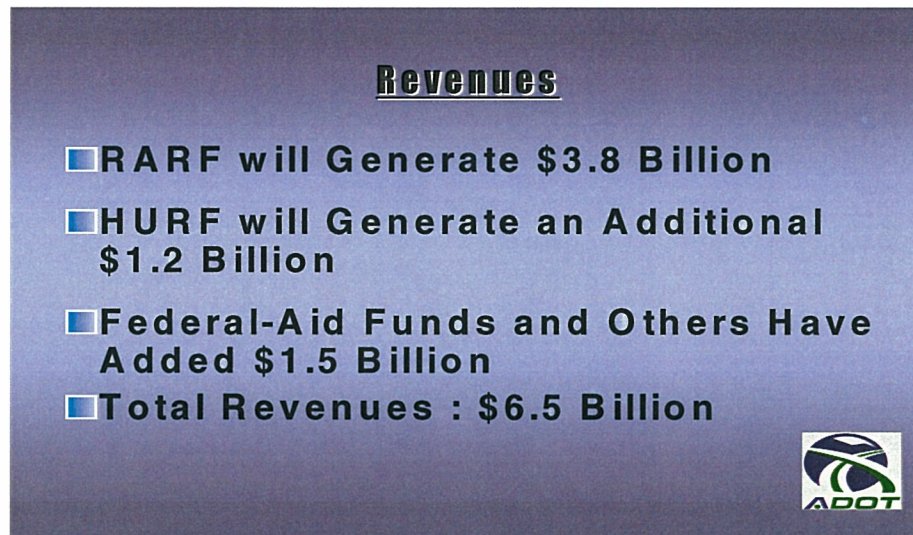 Revenues
RARF will Generate $3.8 Billion
HURF will Generate an Additional
$1.2 Billion
Federal-Aid Funds and Others Have
Added $1.5 Billion
Total Revenues : $6.5 Billion
ADOT